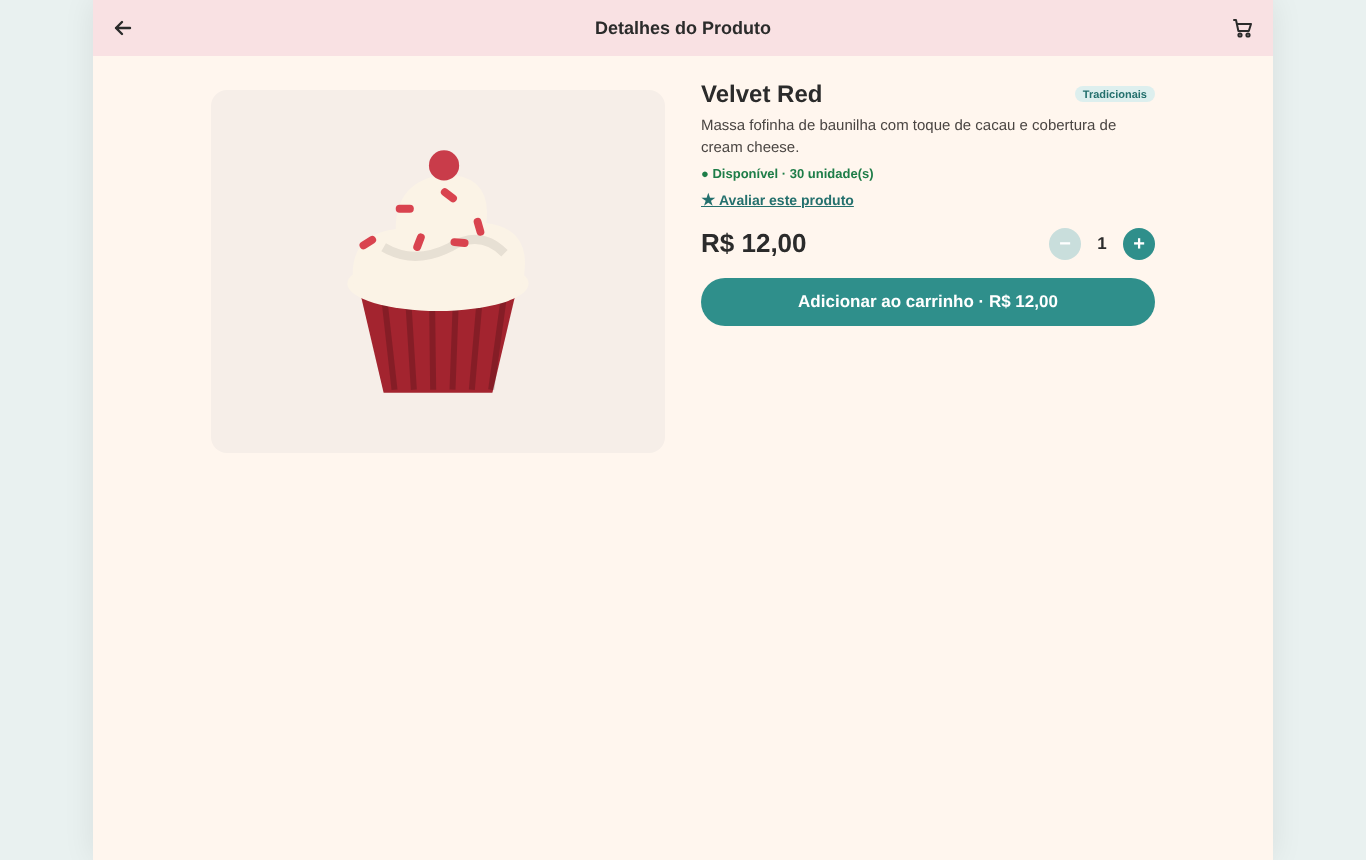 Detalhes do Produto
Velvet Red
Tradicionais
Massa fofinha de baunilha com toque de cacau e cobertura de
cream cheese.
● Disponível · 30 unidade(s)
★ Avaliar este produto
R$ 12,00
− 1 +
Adicionar ao carrinho · R$ 12,00